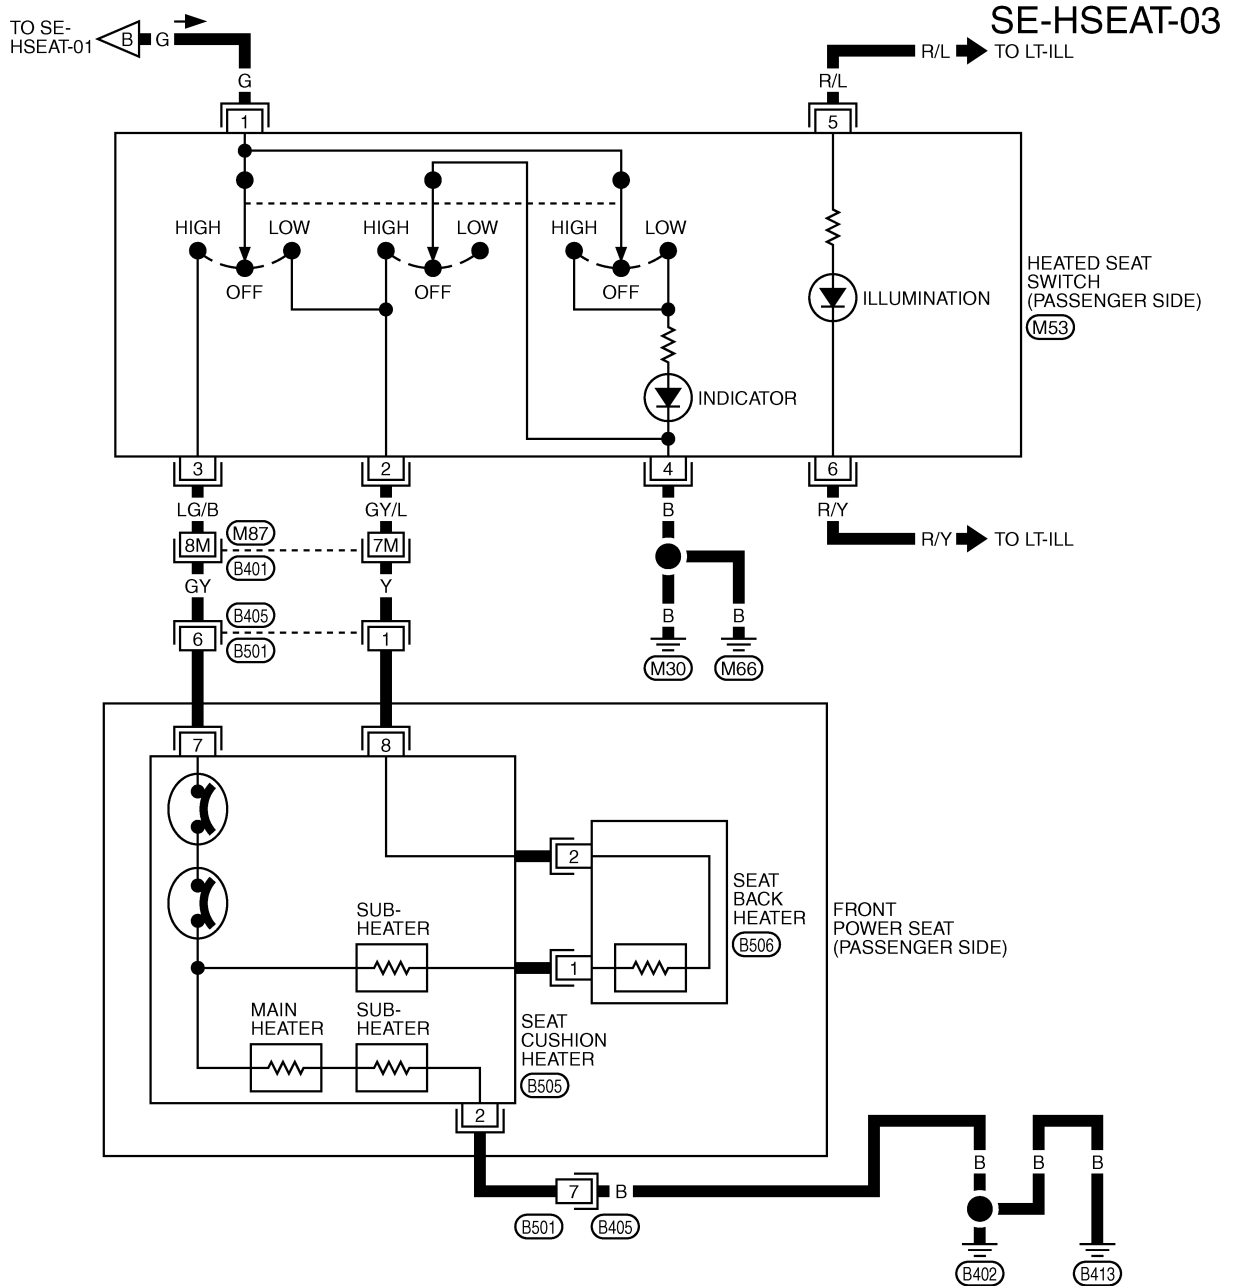 SE-HSEAT-03
TO SE-
HSEAT-01
B
G
R/L
TO LT-ILL
G
R/L
1
5
HIGH
LOW
HIGH
LOW
HIGH
LOW
OFF
OFF
OFF
HEATED SEAT
SWITCH
(PASSENGER SIDE)
M53
ILLUMINATION
INDICATOR
3
2
4
6
LG/B
GY/L
B
R/Y
8M
M87
7M
B401
R/Y
TO LT-ILL
GY
Y
B405
B
B
6
B501
1
M30
M66
7
8
2
SEAT
BACK
HEATER
B506
FRONT
POWER SEAT
(PASSENGER SIDE)
SUB-
HEATER
1
MAIN
HEATER
SUB-
HEATER
SEAT
CUSHION
HEATER
B505
2
B
B
B
7
B
B501
B405
B402
B413